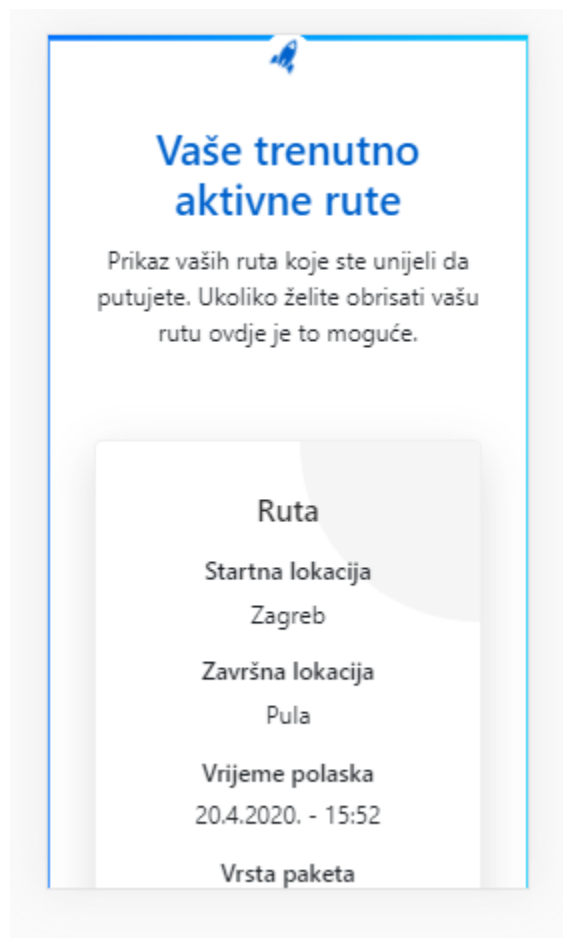 Vaše trenutno
aktivne rute
Prikaz vaših ruta koje ste unijeli da
putujete. Ukoliko želite obrisati vašu
rutu ovdje je to moguće.
Ruta
Startna lokacija
Zagreb
Završna lokacija
Pula
Vrijeme polaska
20.4.2020. - 15:52
Vrsta paketa